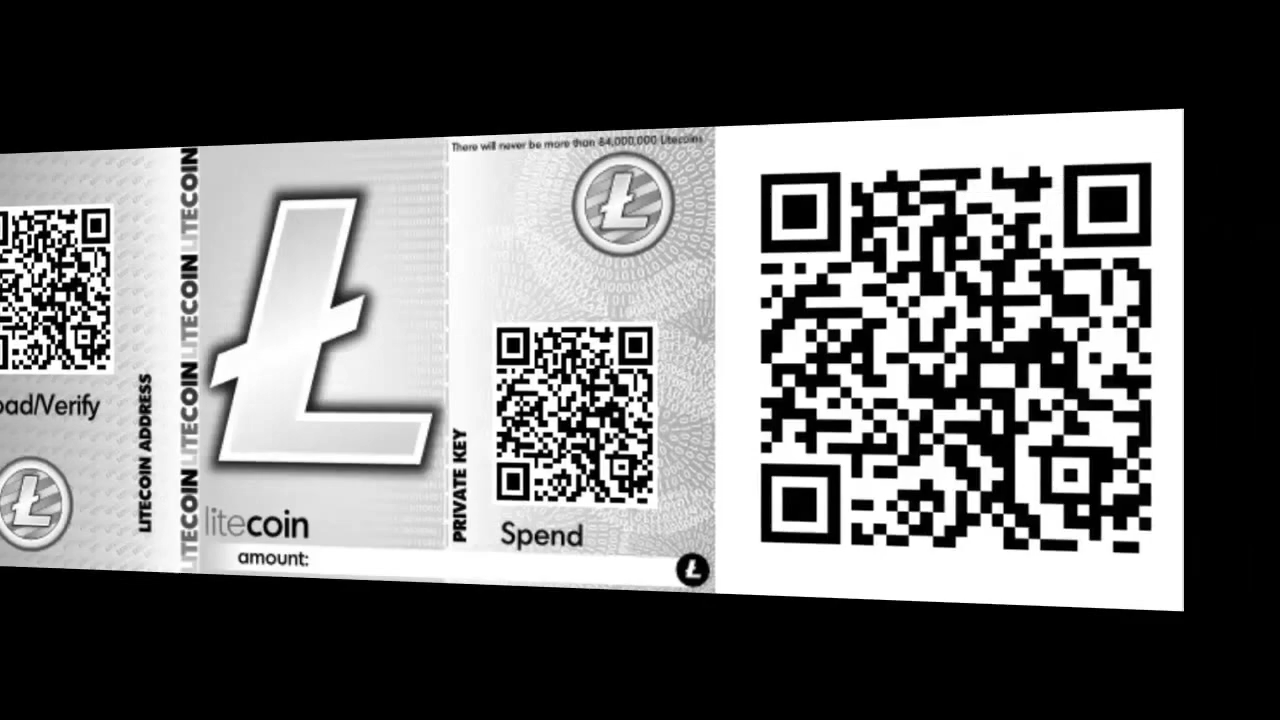 oad/Verify
LITECOIN ADDRESS
LITECOIN LITECOIN LITECOIN LITECOIN
litecoin
amount:
There will never be more than 84,000,000 Litecoins
PRIVATE KEY
Spend